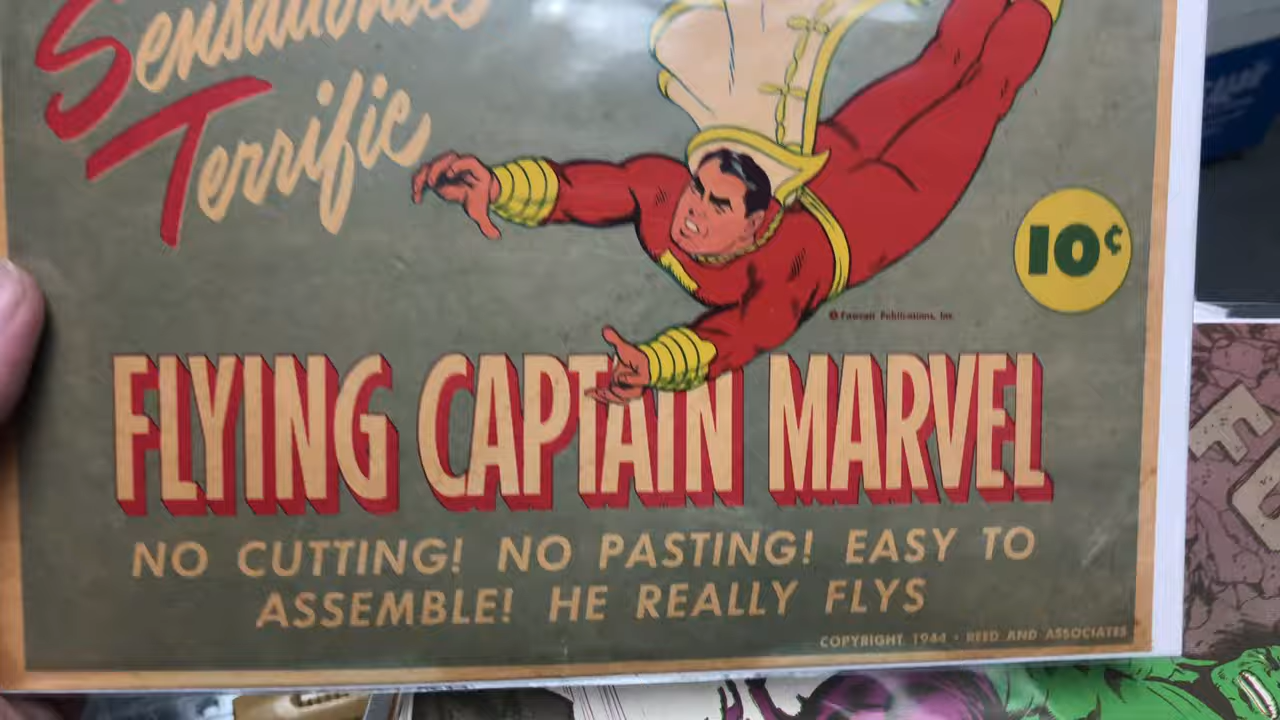 Sensational
Terrific
10¢
© Fawcett Publications, Inc.
FLYING CAPTAIN MARVEL
NO CUTTING! NO PASTING! EASY TO
ASSEMBLE! HE REALLY FLYS
COPYRIGHT 1944 • REED AND ASSOCIATES